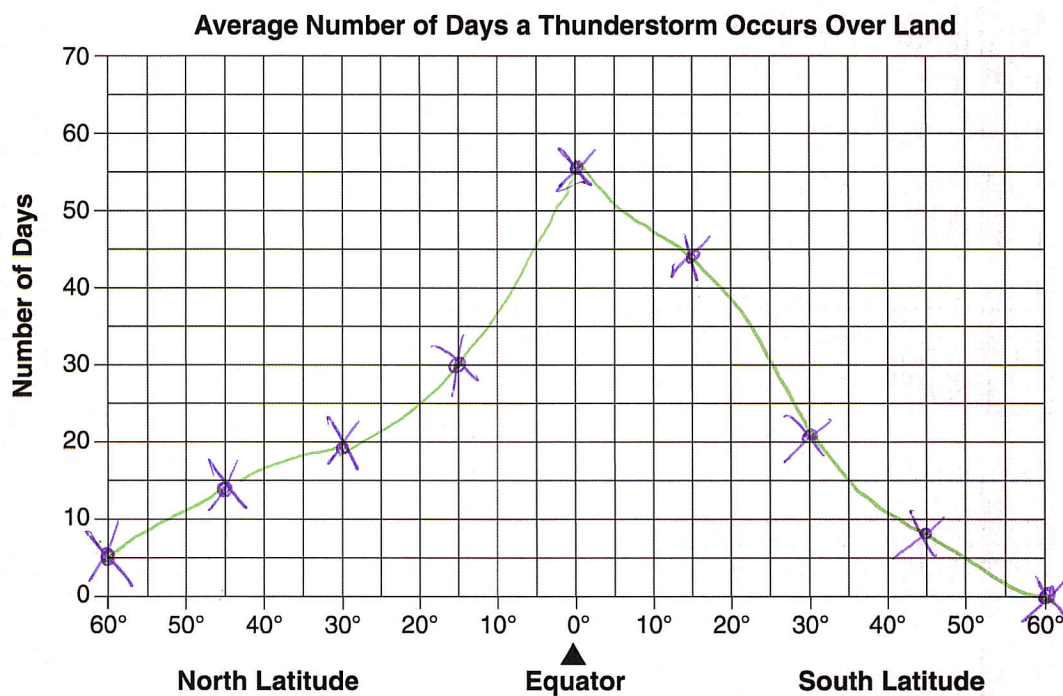 Average Number of Days a Thunderstorm Occurs Over Land
Number of Days
70
60
50
40
30
20
10
0
60° 50° 40° 30° 20° 10° 0° 10° 20° 30° 40° 50° 60°
North Latitude Equator South Latitude